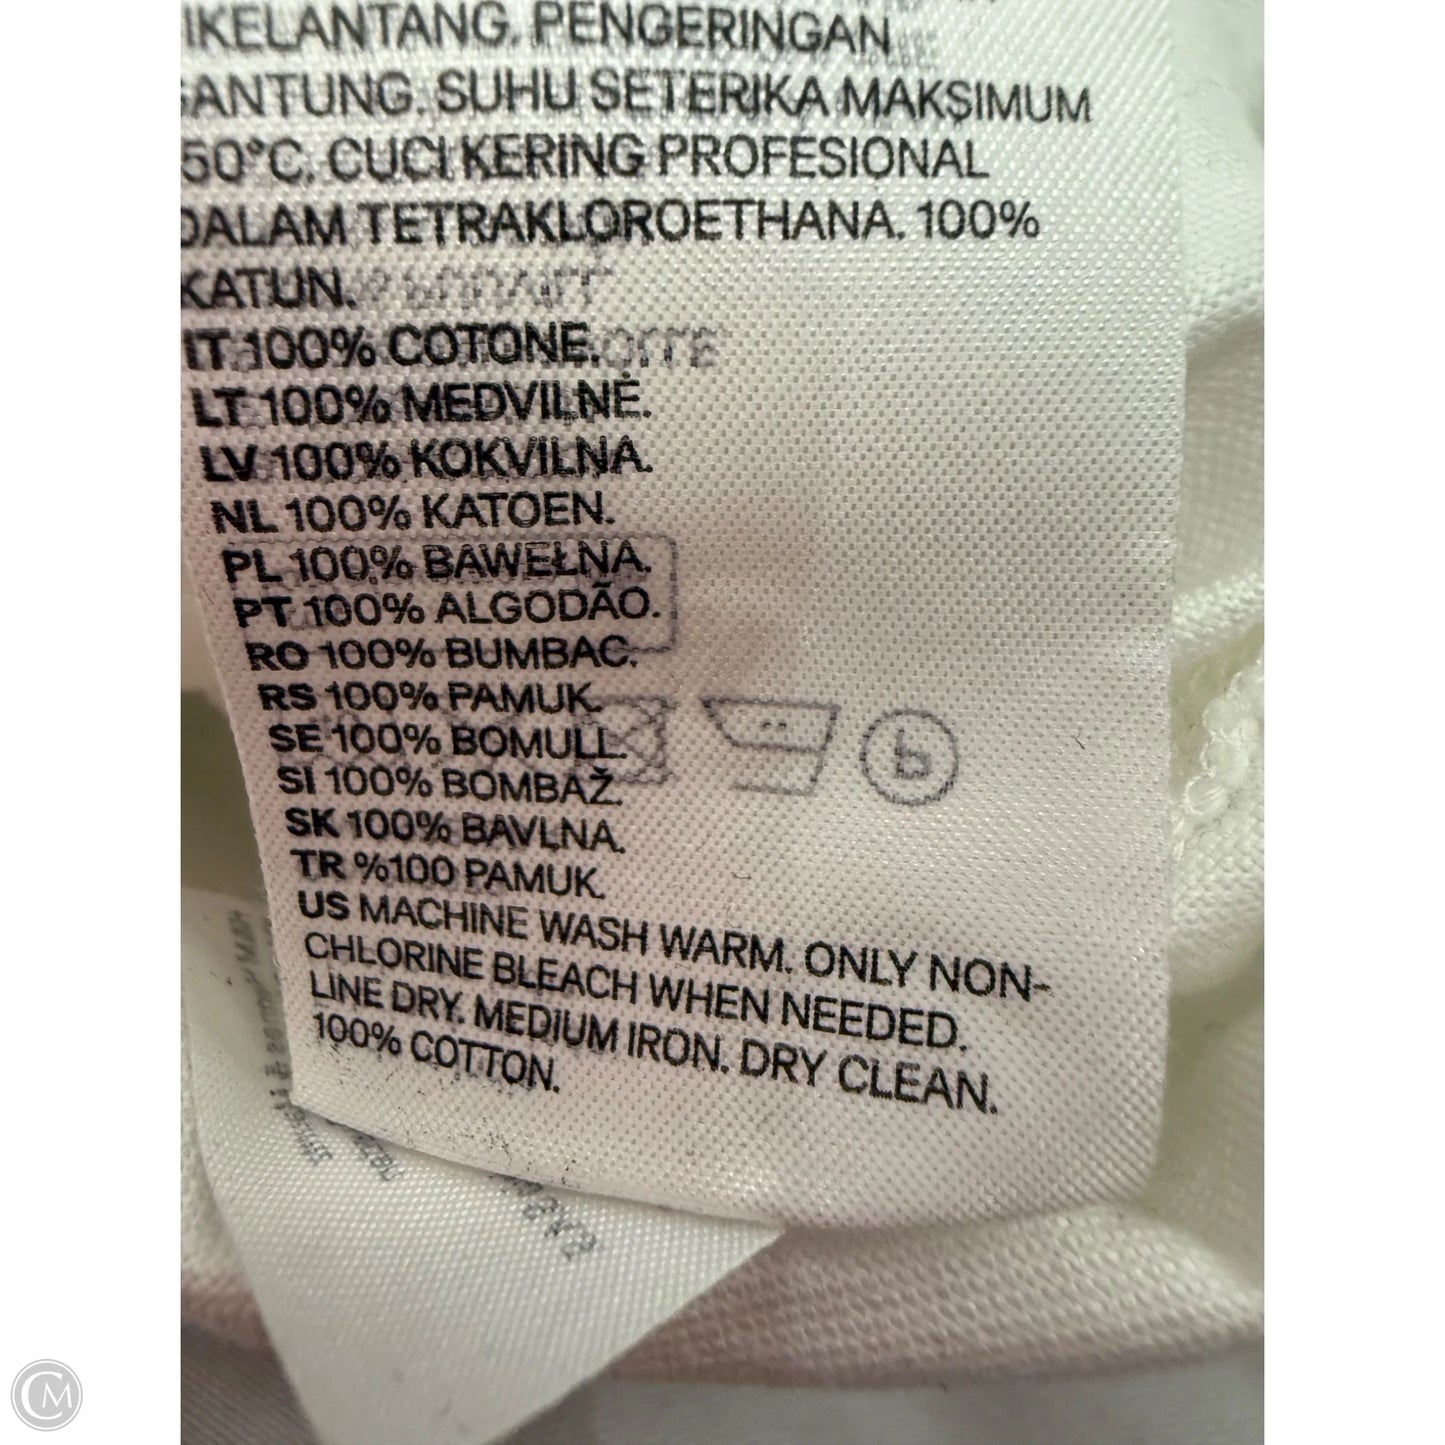 IKELANTANG. PENGERINGAN
GANTUNG. SUHU SETERIKA MAKSIMUM
150°C. CUCI KERING PROFESIONAL
DALAM TETRAKLOROETHANA. 100%
KATUN.
IT 100% COTONE.
LT 100% MEDVILNĖ.
LV 100% KOKVILNA.
NL 100% KATOEN.
PL 100% BAWEŁNA.
PT 100% ALGODÃO.
RO 100% BUMBAC.
RS 100% PAMUK.
SE 100% BOMULL.
SI 100% BOMBAŽ.
SK 100% BAVLNA.
TR %100 PAMUK.
US MACHINE WASH WARM. ONLY NON-
CHLORINE BLEACH WHEN NEEDED.
LINE DRY. MEDIUM IRON. DRY CLEAN.
100% COTTON.
CM